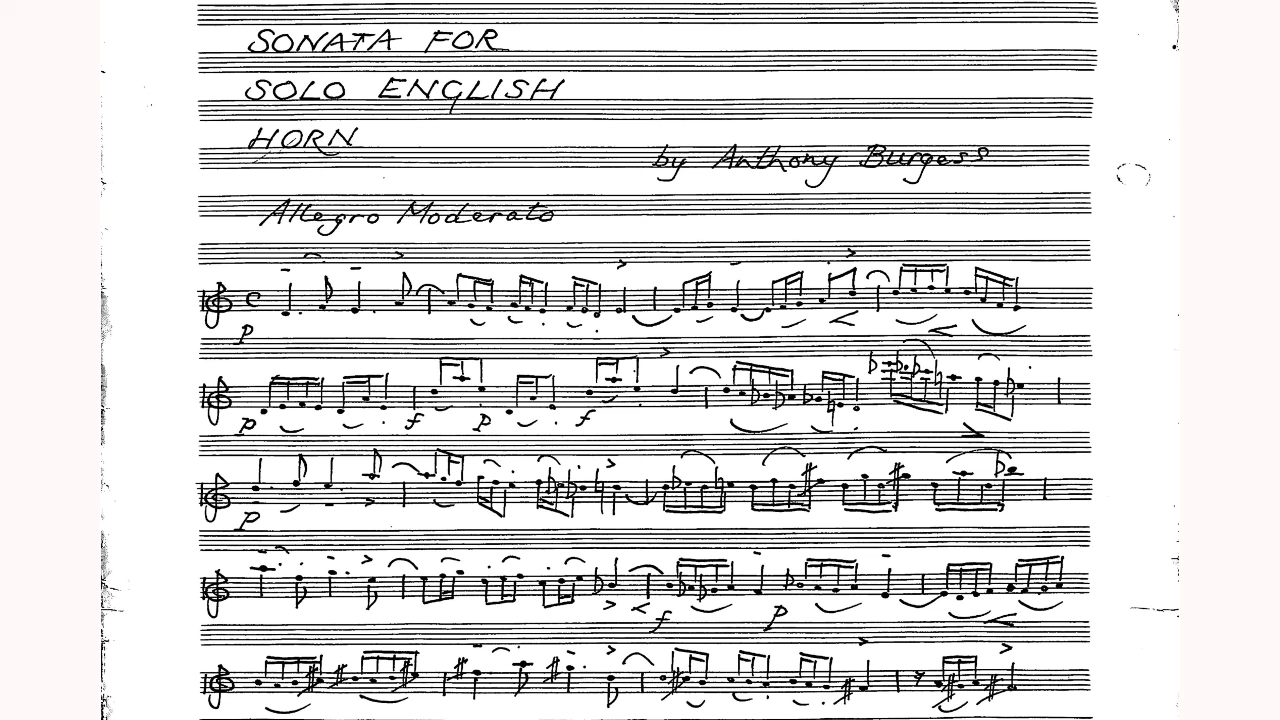 SONATA FOR
SOLO ENGLISH
HORN
by Anthony Burgess
Allegro Moderato
p
p f p f
p
f p